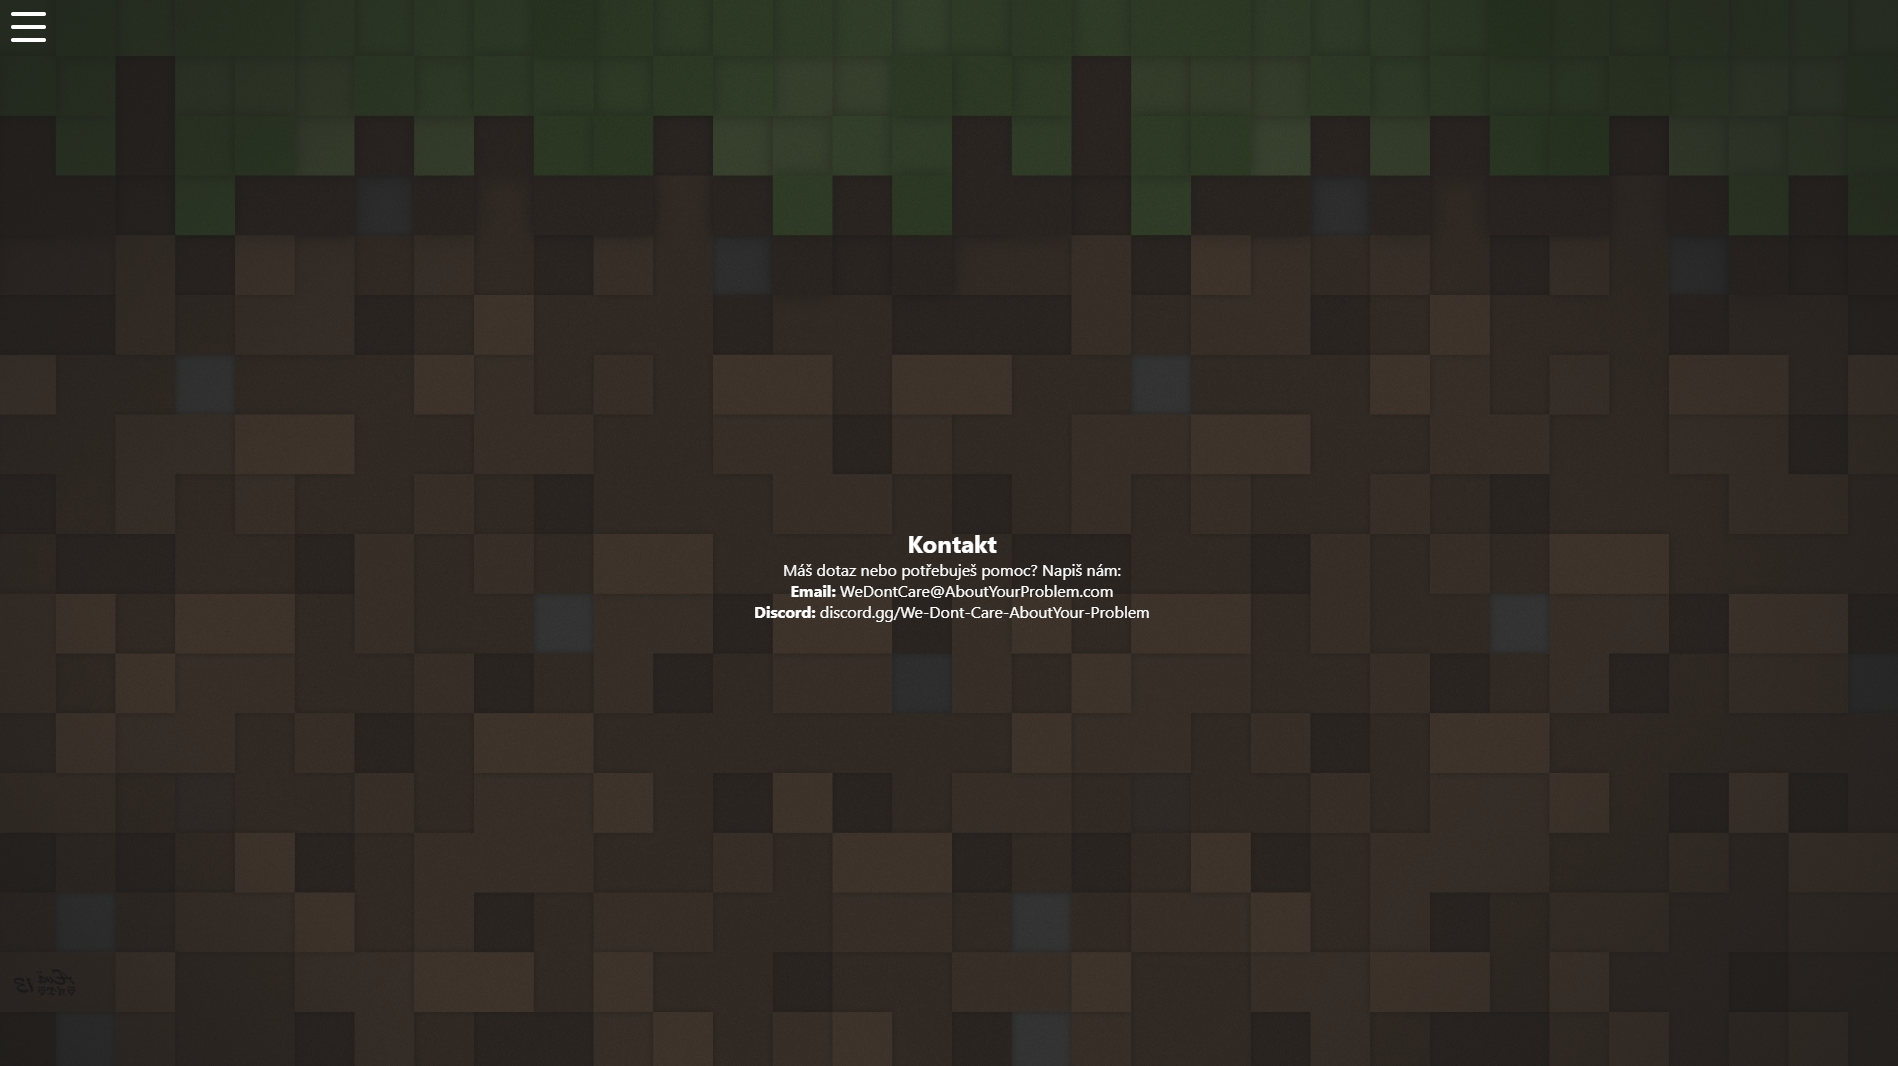 Kontakt
Máš dotaz nebo potřebuješ pomoc? Napiš nám:
Email: WeDontCare@AboutYourProblem.com
Discord: discord.gg/We-Dont-Care-AboutYour-Problem